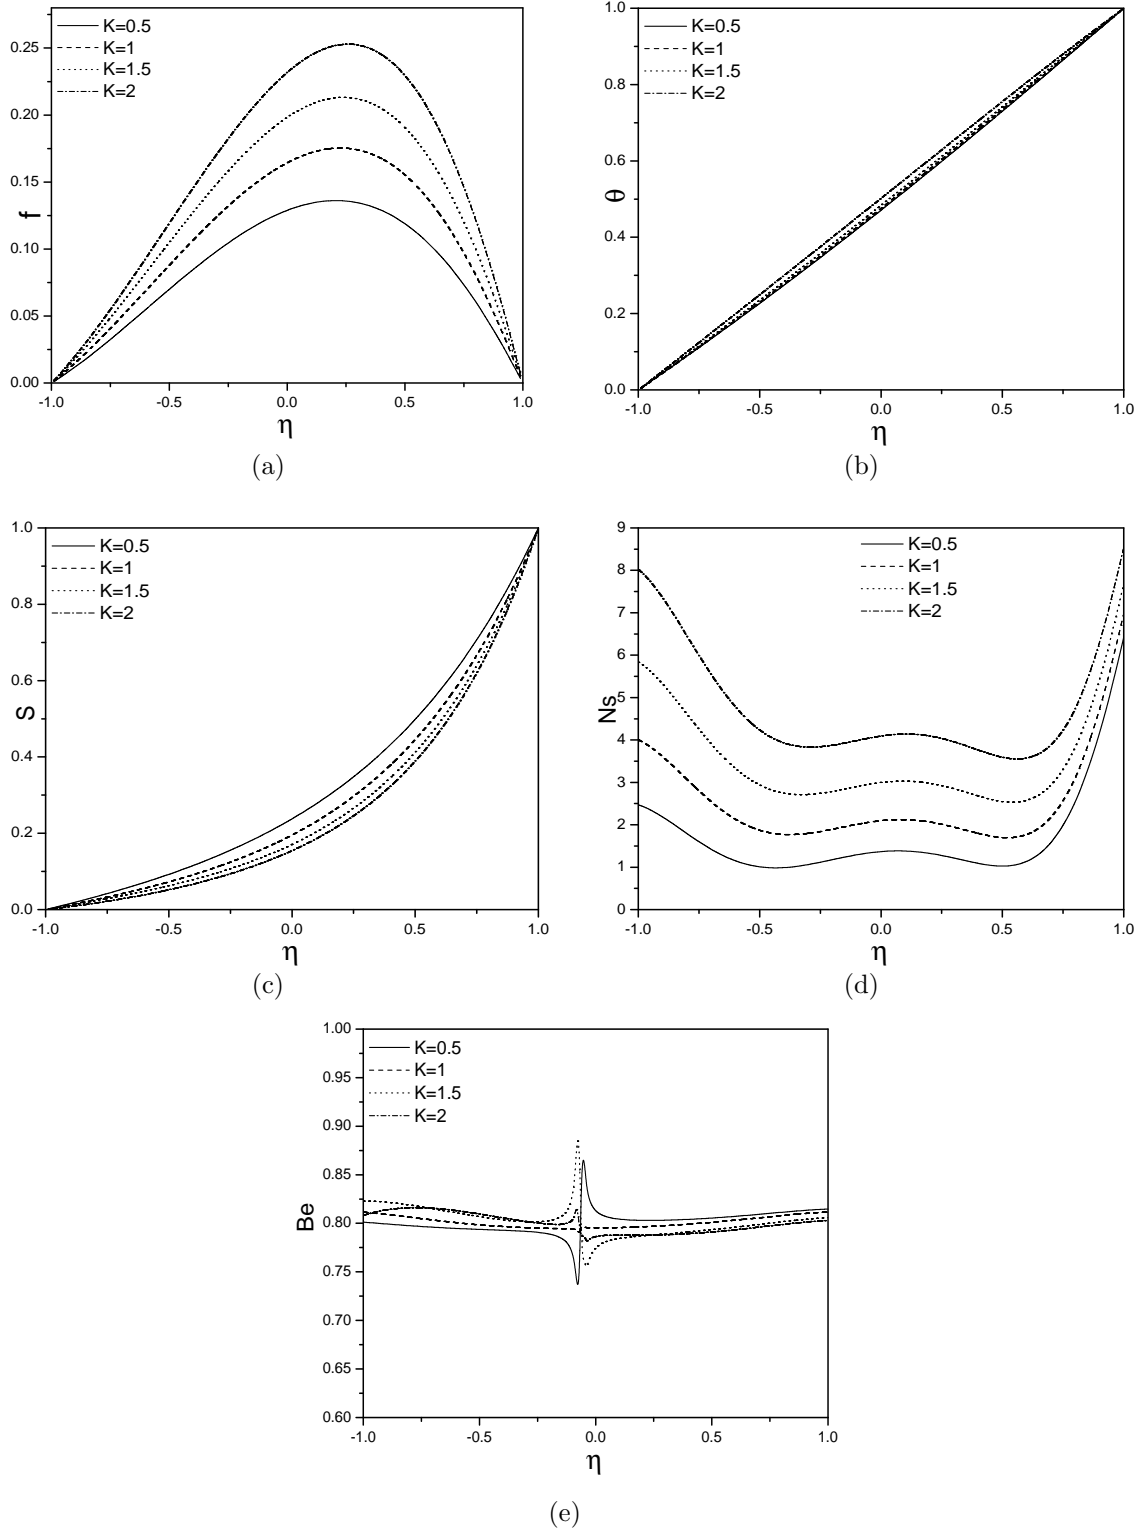 K=0.5
K=1
K=1.5
K=2
0.25
0.20
0.15
0.10
0.05
0.00
f
-1.0 -0.5 0.0 0.5 1.0
η
(a)
K=0.5
K=1
K=1.5
K=2
1.0
0.8
0.6
0.4
0.2
0.0
θ
-1.0 -0.5 0.0 0.5 1.0
η
(b)
K=0.5
K=1
K=1.5
K=2
1.0
0.8
0.6
0.4
0.2
0.0
S
-1.0 -0.5 0.0 0.5 1.0
η
(c)
K=0.5
K=1
K=1.5
K=2
9
8
7
6
5
4
3
2
1
0
Ns
-1.0 -0.5 0.0 0.5 1.0
η
(d)
K=0.5
K=1
K=1.5
K=2
1.00
0.95
0.90
0.85
0.80
0.75
0.70
0.65
0.60
Be
-1.0 -0.5 0.0 0.5 1.0
η
(e)